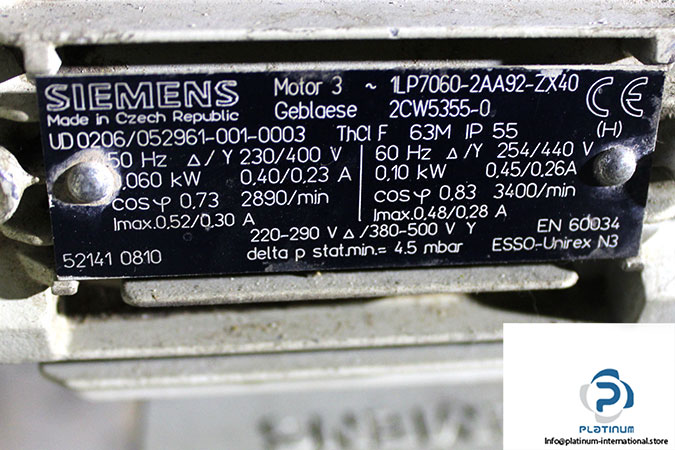 SIEMENS
Motor 3 ~ 1LP7060-2AA92-ZX40
Made in Czech Republic
Geblaese 2CW5355-0
CE
UD 0206/052961-001-0003 ThCl F 63M IP 55 (H)
50 Hz Δ/Y 230/400 V
0.060 kW 0,40/0,23 A
cosφ 0,73 2890/min
Imax.0,52/0,30 A
60 Hz Δ/Y 254/440 V
0,10 kW 0,45/0,26A
cosφ 0,83 3400/min
Imax.0,48/0,28 A
220-290 V Δ/380-500 V Y
EN 60034
52141 0810
delta p stat.min.= 4.5 mbar
ESSO-Unirex N3
PLATINUM
Info@platinum-international.store